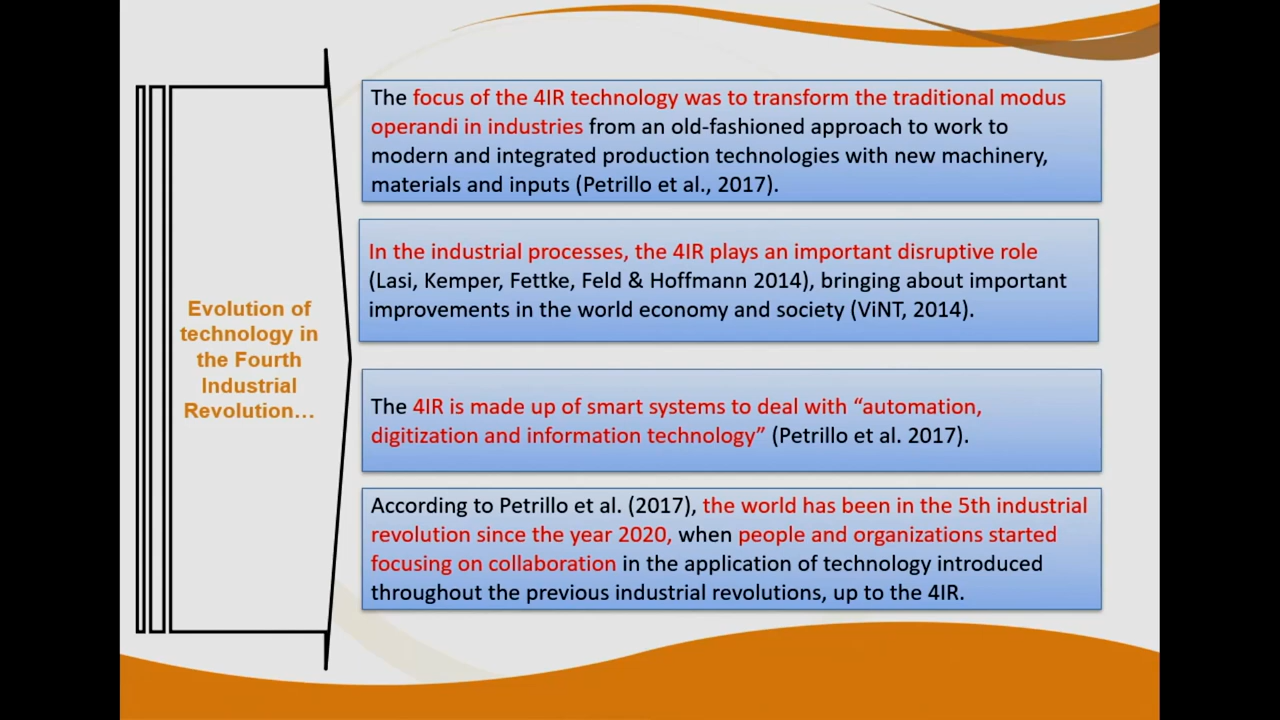 Evolution of
technology in
the Fourth
Industrial
Revolution…
The focus of the 4IR technology was to transform the traditional modus
operandi in industries from an old-fashioned approach to work to
modern and integrated production technologies with new machinery,
materials and inputs (Petrillo et al., 2017).
In the industrial processes, the 4IR plays an important disruptive role
(Lasi, Kemper, Fettke, Feld & Hoffmann 2014), bringing about important
improvements in the world economy and society (ViNT, 2014).
The 4IR is made up of smart systems to deal with “automation,
digitization and information technology” (Petrillo et al. 2017).
According to Petrillo et al. (2017), the world has been in the 5th industrial
revolution since the year 2020, when people and organizations started
focusing on collaboration in the application of technology introduced
throughout the previous industrial revolutions, up to the 4IR.